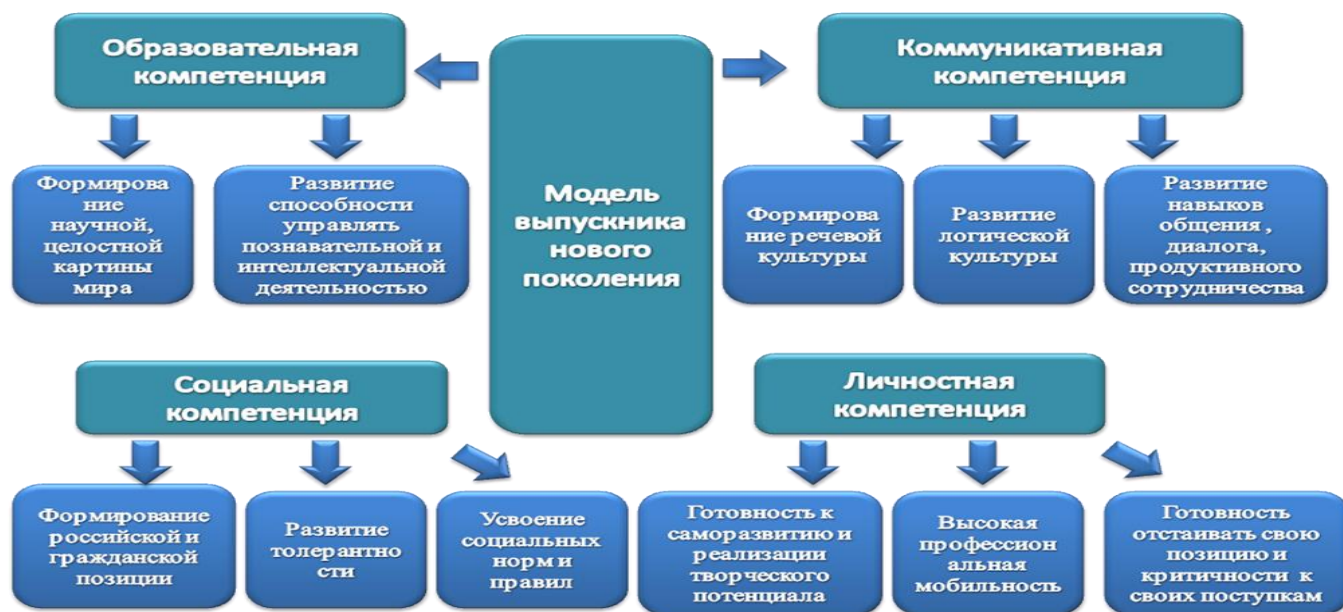 Образовательная
компетенция
Формирова
ние
научной,
целостной
картины
мира
Развитие
способности
управлять
познавательной и
интеллектуальной
деятельностью
Модель
выпускника
нового
поколения
Коммуникативная
компетенция
Формирова
ние речевой
культуры
Развитие
логической
культуры
Развитие
навыков
общения ,
диалога,
продуктивного
сотрудничества
Социальная
компетенция
Формирование
российской и
гражданской
позиции
Развитие
толерантно
сти
Усвоение
социальных
норм и
правил
Личностная
компетенция
Готовность к
саморазвитию и
реализации
творческого
потенциала
Высокая
профессион
альная
мобильность
Готовность
отстаивать свою
позицию и
критичности к
своих поступкам